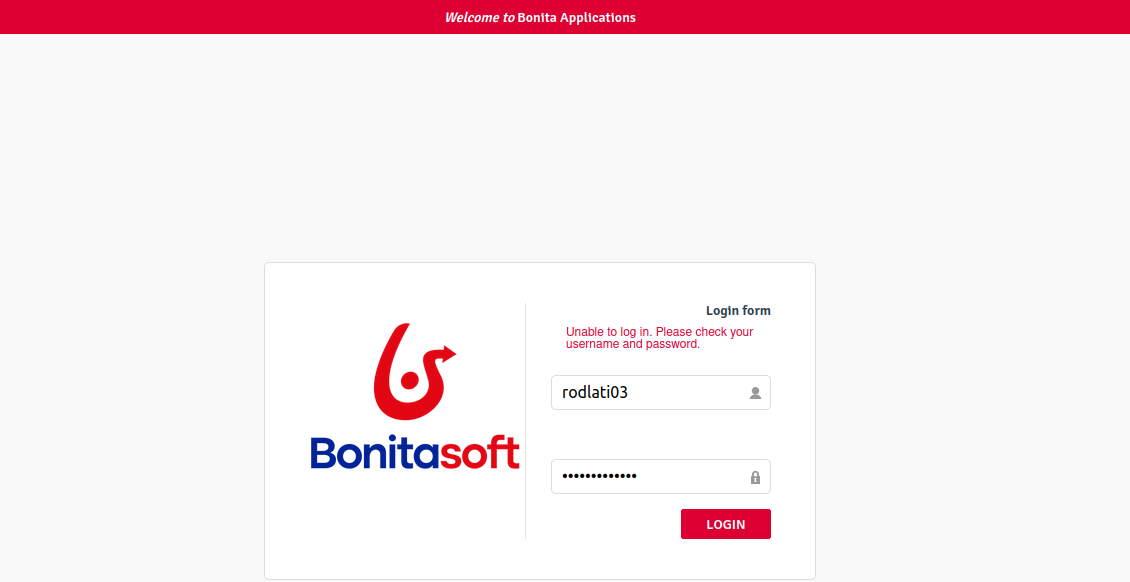 Welcome to Bonita Applications
Login form
Unable to log in. Please check your
username and password.
rodlati03
•••••••••••••
Bonitasoft
LOGIN